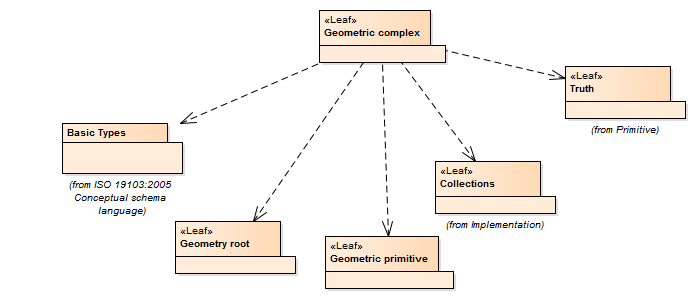 «Leaf»
Geometric complex
«Leaf»
Truth
(from Primitive)
Basic Types
(from ISO 19103:2005
Conceptual schema
language)
«Leaf»
Collections
(from Implementation)
«Leaf»
Geometry root
«Leaf»
Geometric primitive